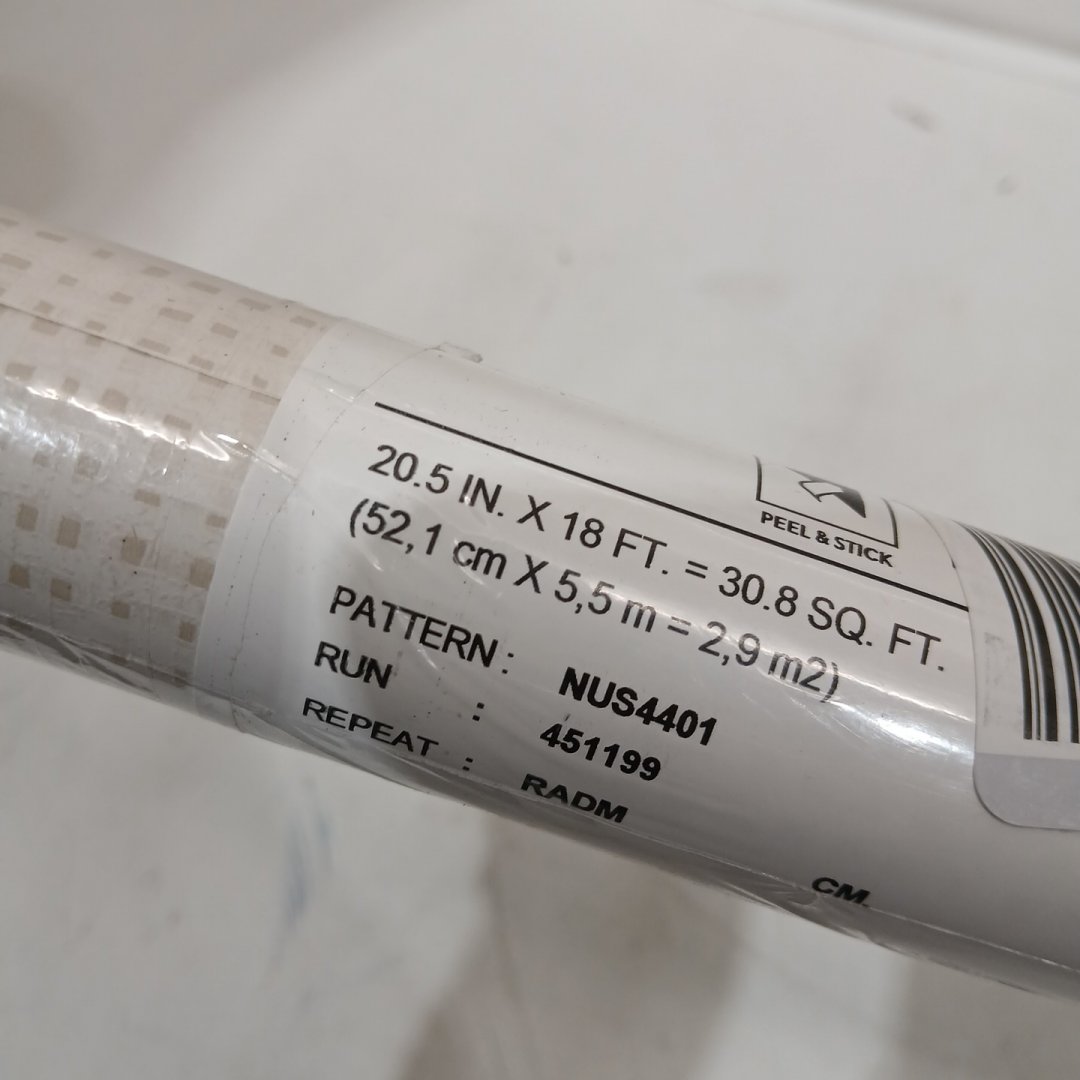 PEEL & STICK
20.5 IN. X 18 FT. = 30.8 SQ. FT.
(52,1 cm X 5,5 m = 2,9 m2)
PATTERN : NUS4401
RUN : 451199
REPEAT : RADM
CM.